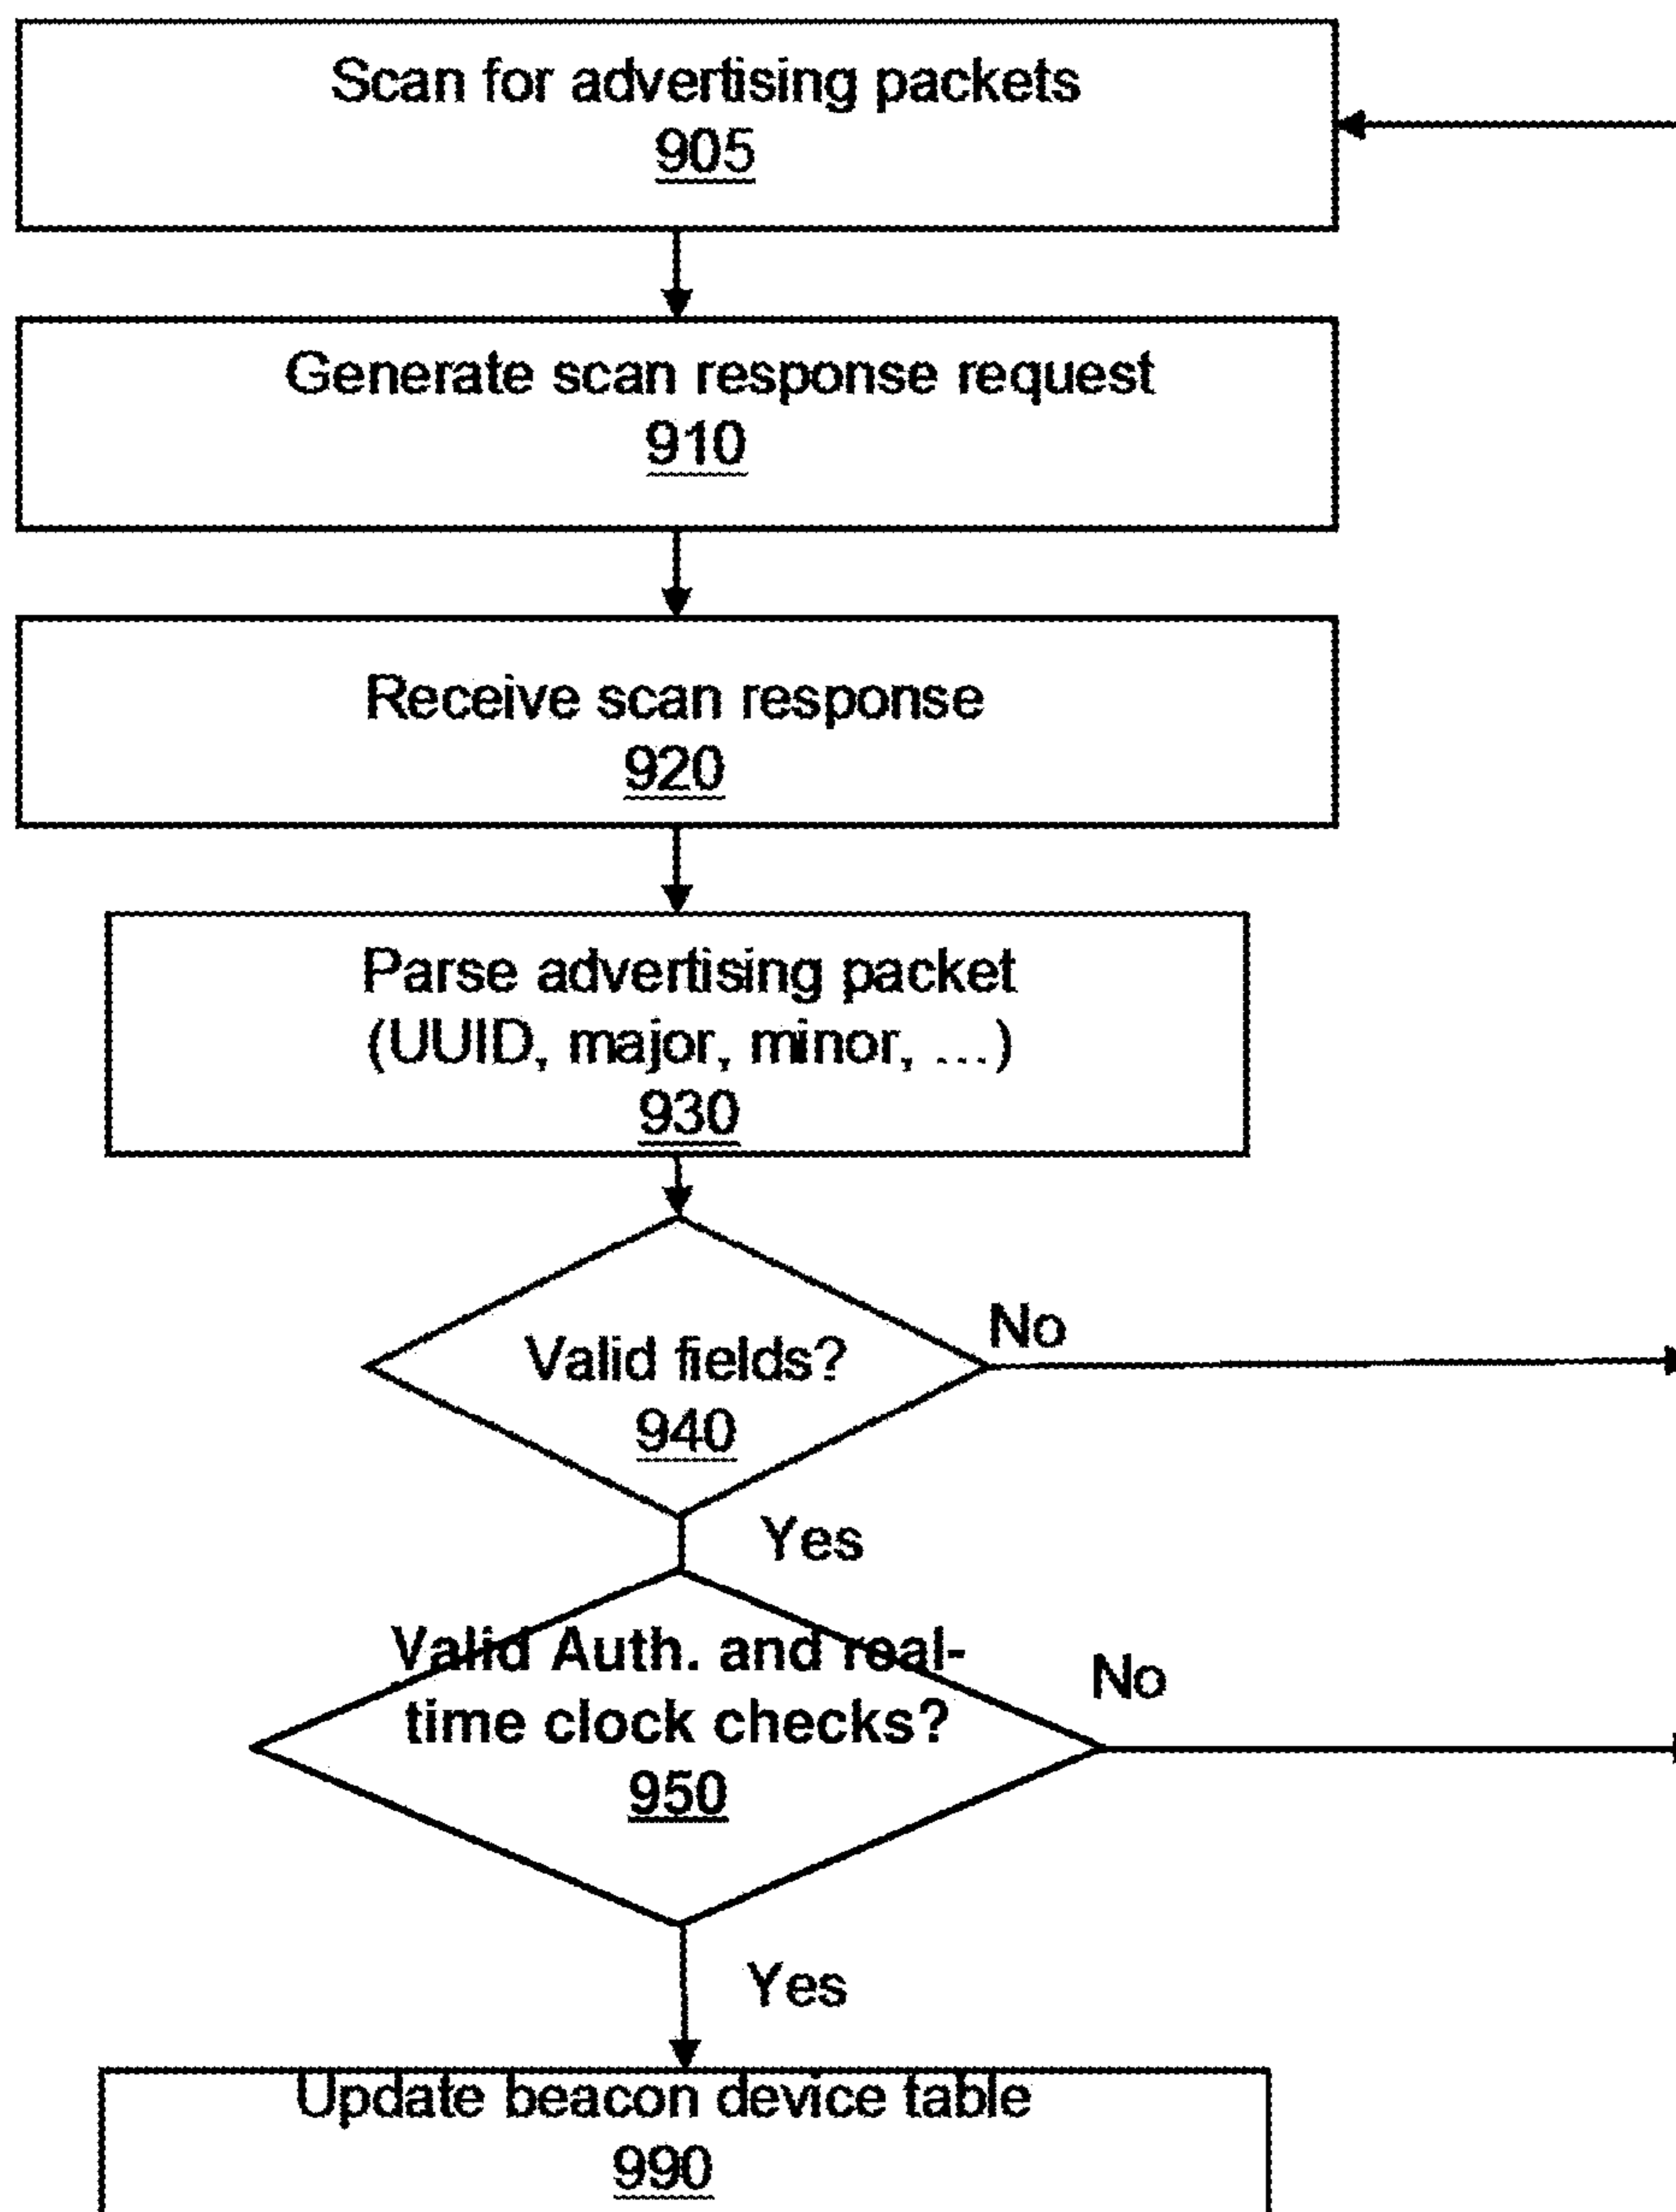 Scan for advertising packets
905
Generate scan response request
910
Receive scan response
920
Parse advertising packet
(UUID, major, minor, ...)
930
Valid fields?
940
No
Yes
Valid Auth. and real-
time clock checks?
950
No
Yes
Update beacon device table
990